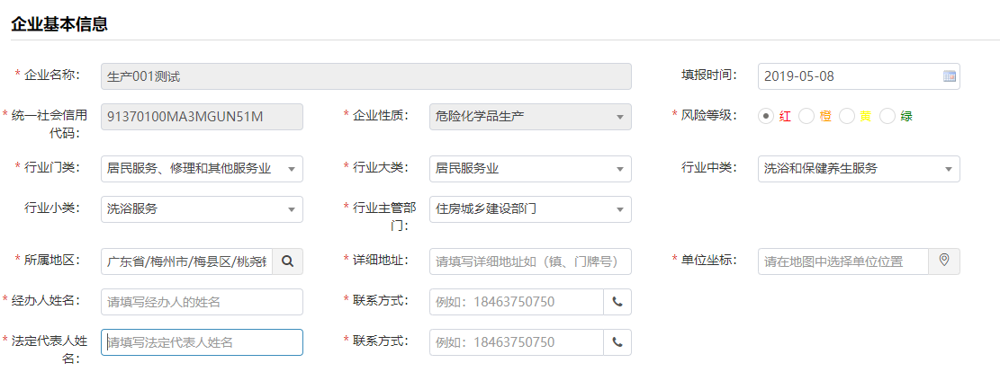 企业基本信息
* 企业名称： 生产001测试 填报时间： 2019-05-08
* 统一社会信用代码： 91370100MA3MGUN51M * 企业性质： 危险化学品生产 * 风险等级： 红 橙 黄 绿
* 行业门类： 居民服务、修理和其他服务业 * 行业大类： 居民服务业 行业中类： 洗浴和保健养生服务
行业小类： 洗浴服务 * 行业主管部门： 住房城乡建设部门
* 所属地区： 广东省/梅州市/梅县区/桃尧 * 详细地址： 请填写详细地址如（镇、门牌号） * 单位坐标： 请在地图中选择单位位置
* 经办人姓名： 请填写经办人的姓名 * 联系方式： 例如：18463750750
* 法定代表人姓名： 请填写法定代表人姓名 * 联系方式： 例如：18463750750